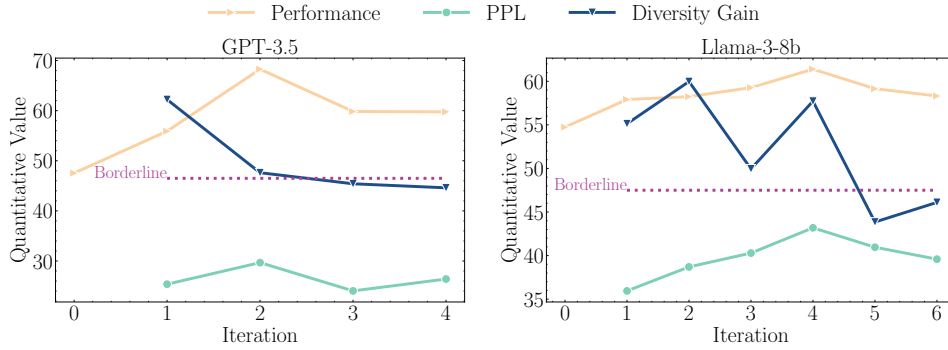 Performance PPL Diversity Gain
GPT-3.5
Quantitative Value
70
60
50
40
30
Borderline
0 1 2 3 4
Iteration
Llama-3-8b
Quantitative Value
60
55
50
45
40
35
Borderline
0 1 2 3 4 5 6
Iteration